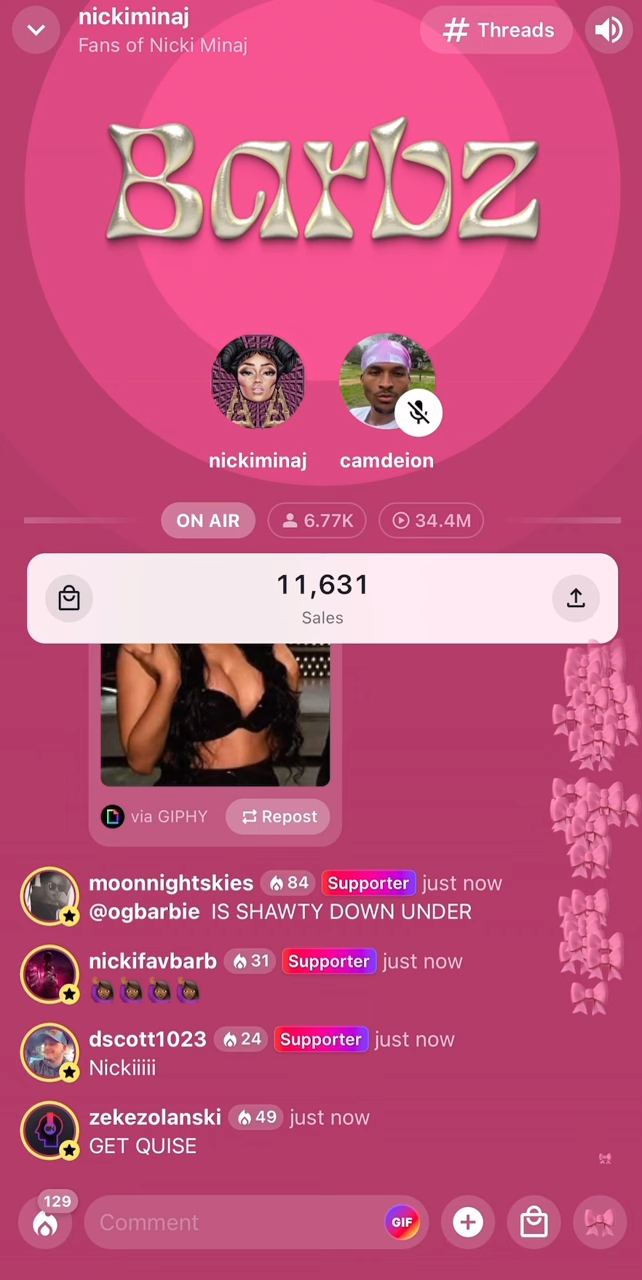 nickiminaj
Fans of Nicki Minaj
# Threads
Barbz
nickiminaj
camdeion
ON AIR
6.77K
34.4M
11,631
Sales
via GIPHY
Repost
moonnightskies 84 Supporter just now
@ogbarbie IS SHAWTY DOWN UNDER
nickifavbarb 31 Supporter just now
🙋🏾‍♀️🙋🏾‍♀️🙋🏾‍♀️🙋🏾‍♀️
dscott1023 24 Supporter just now
Nickiiiii
zekezolanski 49 just now
GET QUISE
129
Comment
GIF